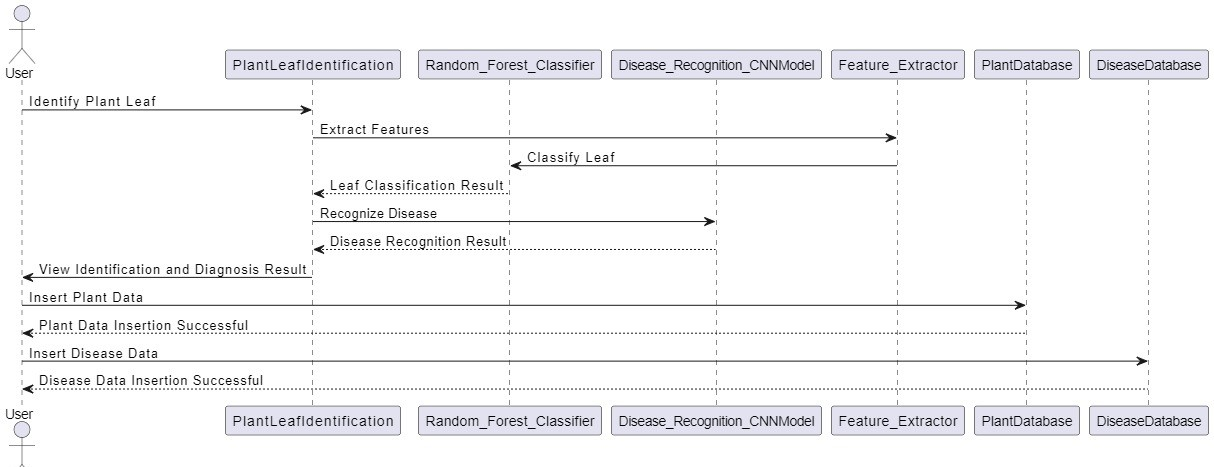 User
PlantLeafIdentification
Random_Forest_Classifier
Disease_Recognition_CNNModel
Feature_Extractor
PlantDatabase
DiseaseDatabase
Identify Plant Leaf
Extract Features
Classify Leaf
Leaf Classification Result
Recognize Disease
Disease Recognition Result
View Identification and Diagnosis Result
Insert Plant Data
Plant Data Insertion Successful
Insert Disease Data
Disease Data Insertion Successful
User
PlantLeafIdentification
Random_Forest_Classifier
Disease_Recognition_CNNModel
Feature_Extractor
PlantDatabase
DiseaseDatabase